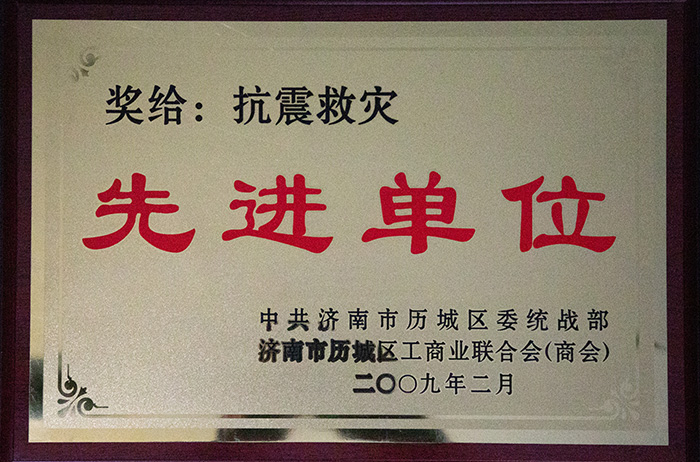 奖给：抗震救灾
先进单位
中共济南市历城区委统战部
济南市历城区工商业联合会(商会)
二〇〇九年二月